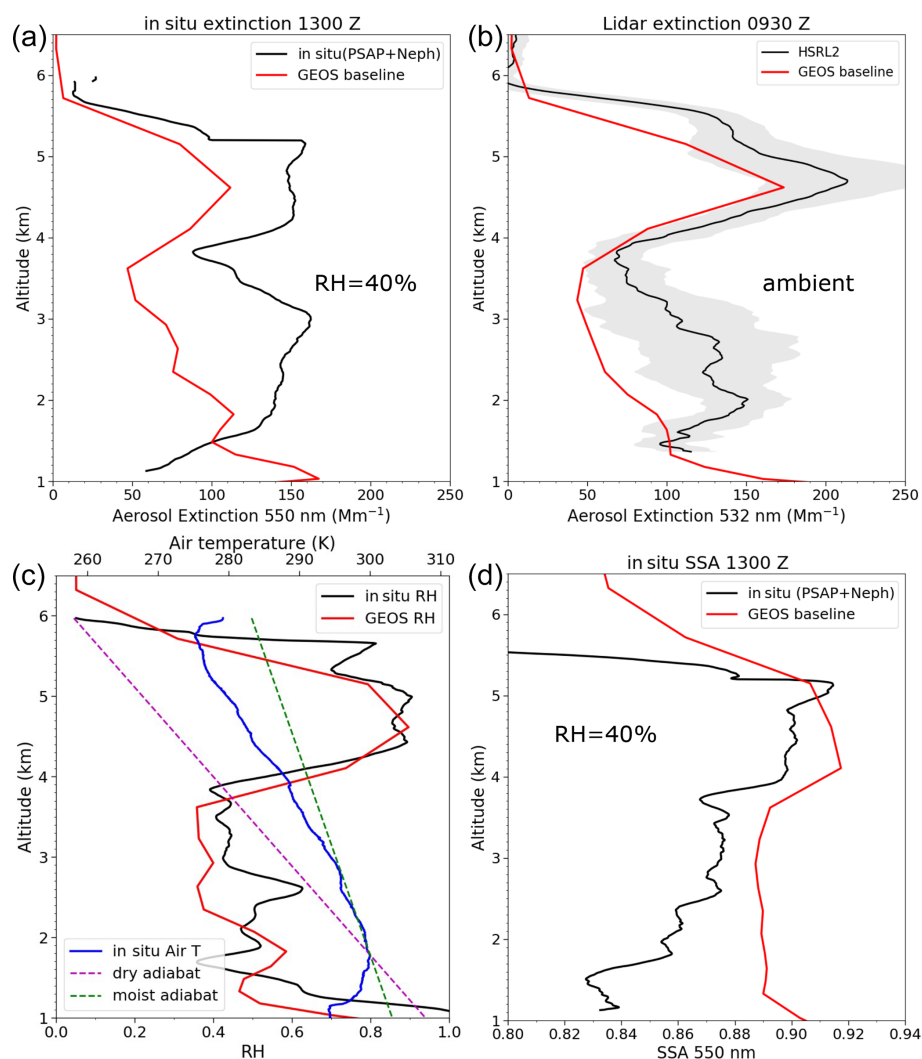 (a)
in situ extinction 1300 Z
in situ(PSAP+Neph)
GEOS baseline
RH=40%
Altitude (km)
6
5
4
3
2
1
0
50
100
150
200
250
Aerosol Extinction 550 nm (Mm⁻¹)
(b)
Lidar extinction 0930 Z
HSRL2
GEOS baseline
ambient
Altitude (km)
6
5
4
3
2
1
0
50
100
150
200
250
Aerosol Extinction 532 nm (Mm⁻¹)
(c)
Air temperature (K)
260
270
280
290
300
310
in situ RH
GEOS RH
Altitude (km)
6
5
4
3
2
1
in situ Air T
dry adiabat
moist adiabat
0.0
0.2
0.4
0.6
0.8
1.0
RH
(d)
in situ SSA 1300 Z
in situ (PSAP+Neph)
GEOS baseline
RH=40%
Altitude (km)
6
5
4
3
2
1
0.80
0.82
0.84
0.86
0.88
0.90
0.92
0.94
SSA 550 nm